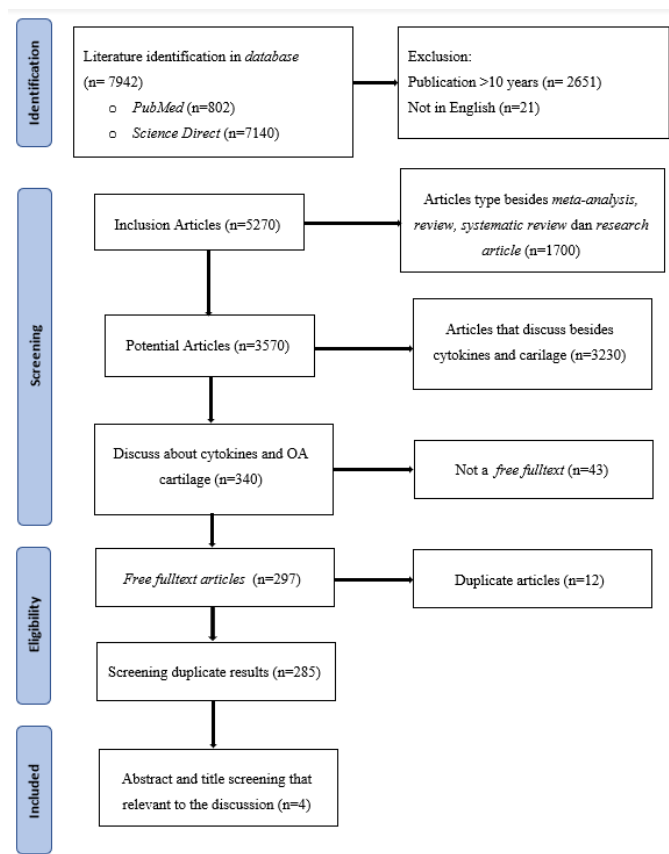 Identification
Literature identification in database
(n= 7942)
o PubMed (n=802)
o Science Direct (n=7140)
Exclusion:
Publication >10 years (n= 2651)
Not in English (n=21)
Screening
Inclusion Articles (n=5270)
Articles type besides meta-analysis,
review, systematic review dan research
article (n=1700)
Potential Articles (n=3570)
Articles that discuss besides
cytokines and carilage (n=3230)
Discuss about cytokines and OA
cartilage (n=340)
Not a free fulltext (n=43)
Eligibility
Free fulltext articles (n=297)
Duplicate articles (n=12)
Screening duplicate results (n=285)
Included
Abstract and title screening that
relevant to the discussion (n=4)